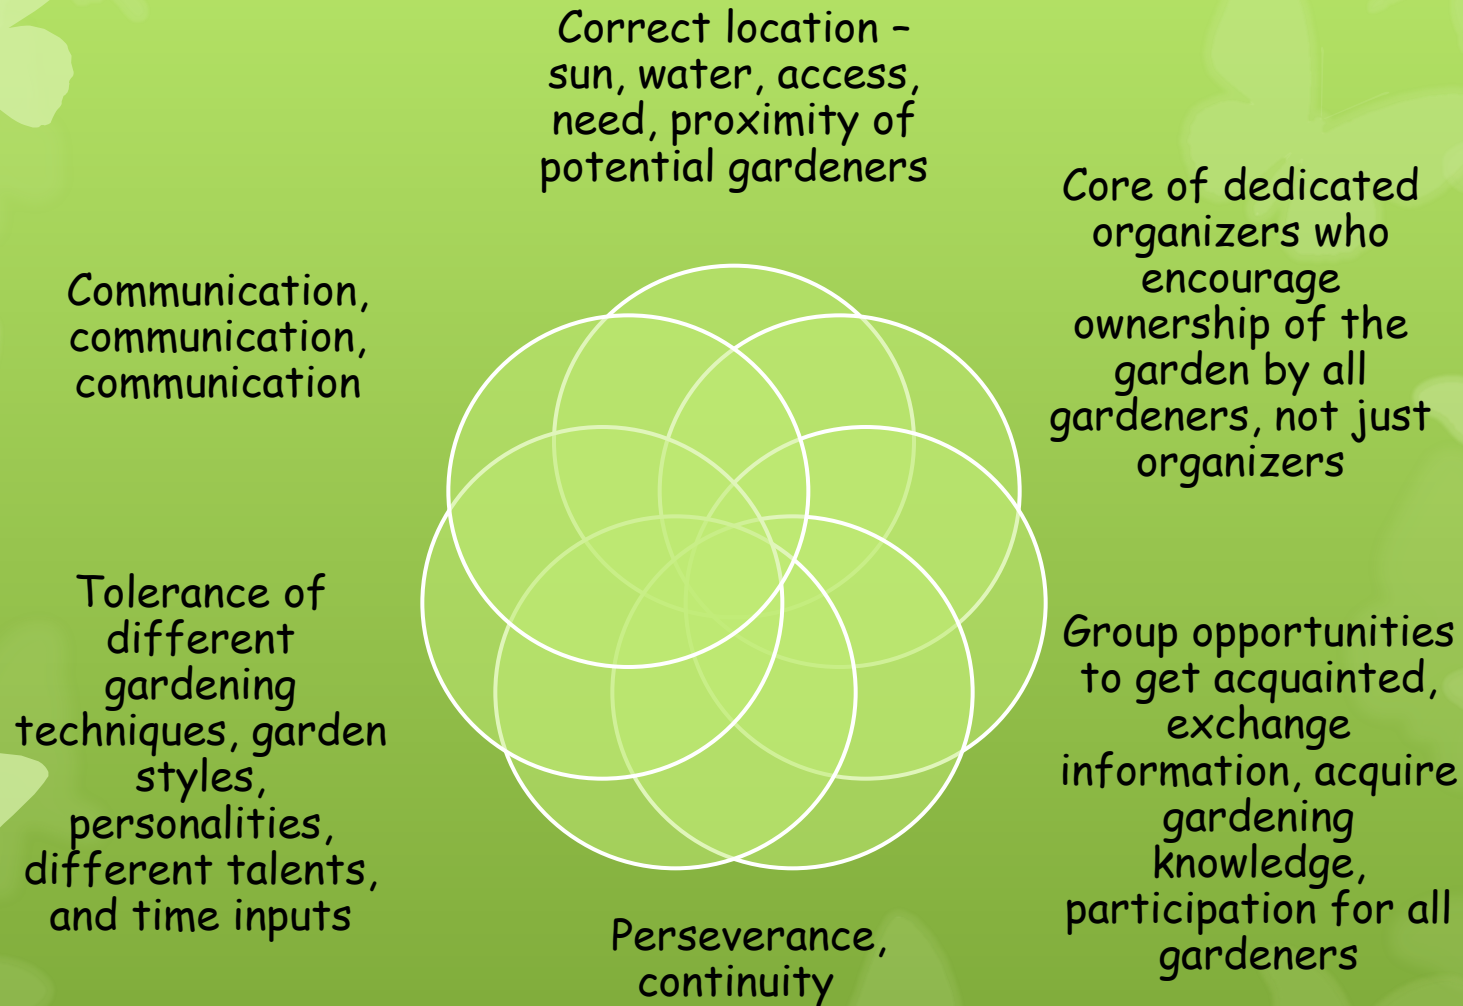 Correct location –
sun, water, access,
need, proximity of
potential gardeners
Core of dedicated
organizers who
encourage
ownership of the
garden by all
gardeners, not just
organizers
Group opportunities
to get acquainted,
exchange
information, acquire
gardening
knowledge,
participation for all
gardeners
Perseverance,
continuity
Tolerance of
different
gardening
techniques, garden
styles,
personalities,
different talents,
and time inputs
Communication,
communication,
communication